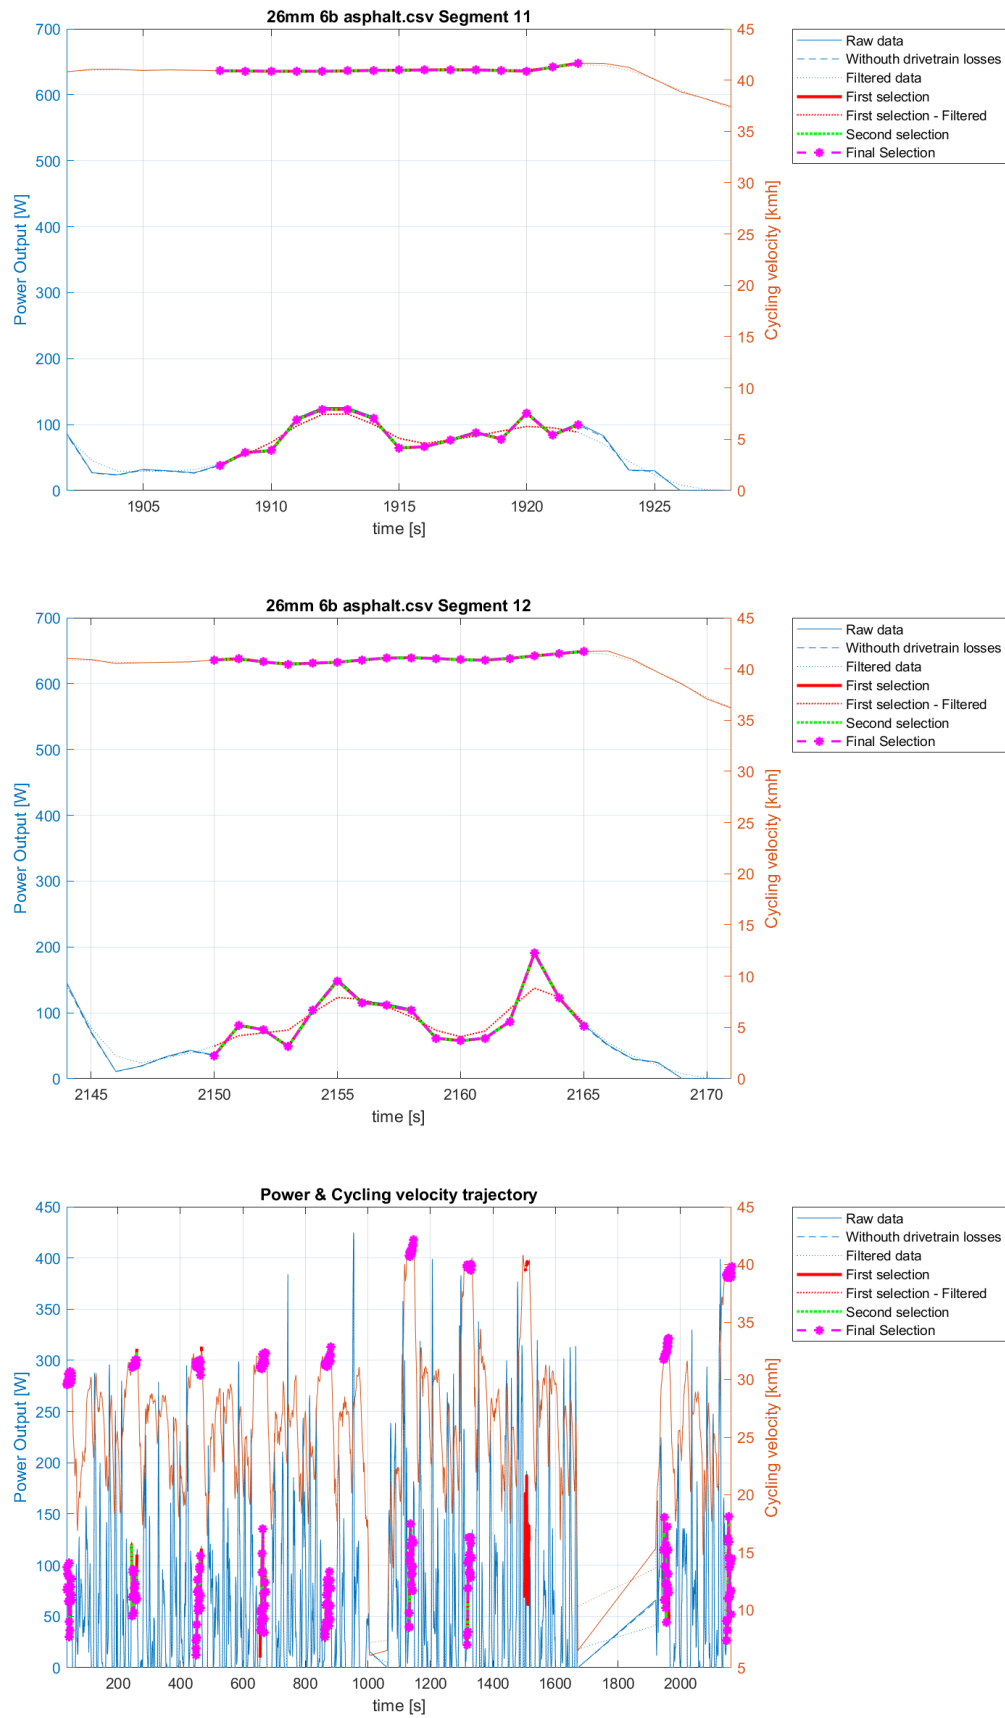 26mm 6b asphalt.csv Segment 11
700
600
500
400
300
200
100
0
Power Output [W]
45
40
35
30
25
20
15
10
5
0
Cycling velocity [kmh]
1905 1910 1915 1920 1925
time [s]
Raw data
Withouth drivetrain losses
Filtered data
First selection
First selection - Filtered
Second selection
Final Selection
26mm 6b asphalt.csv Segment 12
700
600
500
400
300
200
100
0
Power Output [W]
45
40
35
30
25
20
15
10
5
0
Cycling velocity [kmh]
2145 2150 2155 2160 2165 2170
time [s]
Raw data
Withouth drivetrain losses
Filtered data
First selection
First selection - Filtered
Second selection
Final Selection
Power & Cycling velocity trajectory
450
400
350
300
250
200
150
100
50
0
Power Output [W]
45
40
35
30
25
20
15
10
5
Cycling velocity [kmh]
200 400 600 800 1000 1200 1400 1600 1800 2000
time [s]
Raw data
Withouth drivetrain losses
Filtered data
First selection
First selection - Filtered
Second selection
Final Selection